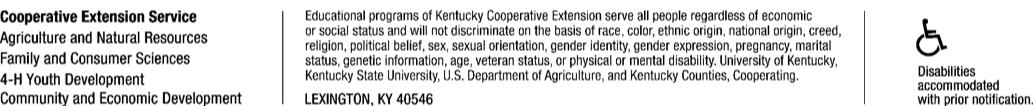 Cooperative Extension Service
Agriculture and Natural Resources
Family and Consumer Sciences
4-H Youth Development
Community and Economic Development
Educational programs of Kentucky Cooperative Extension serve all people regardless of economic
or social status and will not discriminate on the basis of race, color, ethnic origin, national origin, creed,
religion, political belief, sex, sexual orientation, gender identity, gender expression, pregnancy, marital
status, genetic information, age, veteran status, or physical or mental disability. University of Kentucky,
Kentucky State University, U.S. Department of Agriculture, and Kentucky Counties, Cooperating.
LEXINGTON, KY 40546
Disabilities
accommodated
with prior notification.